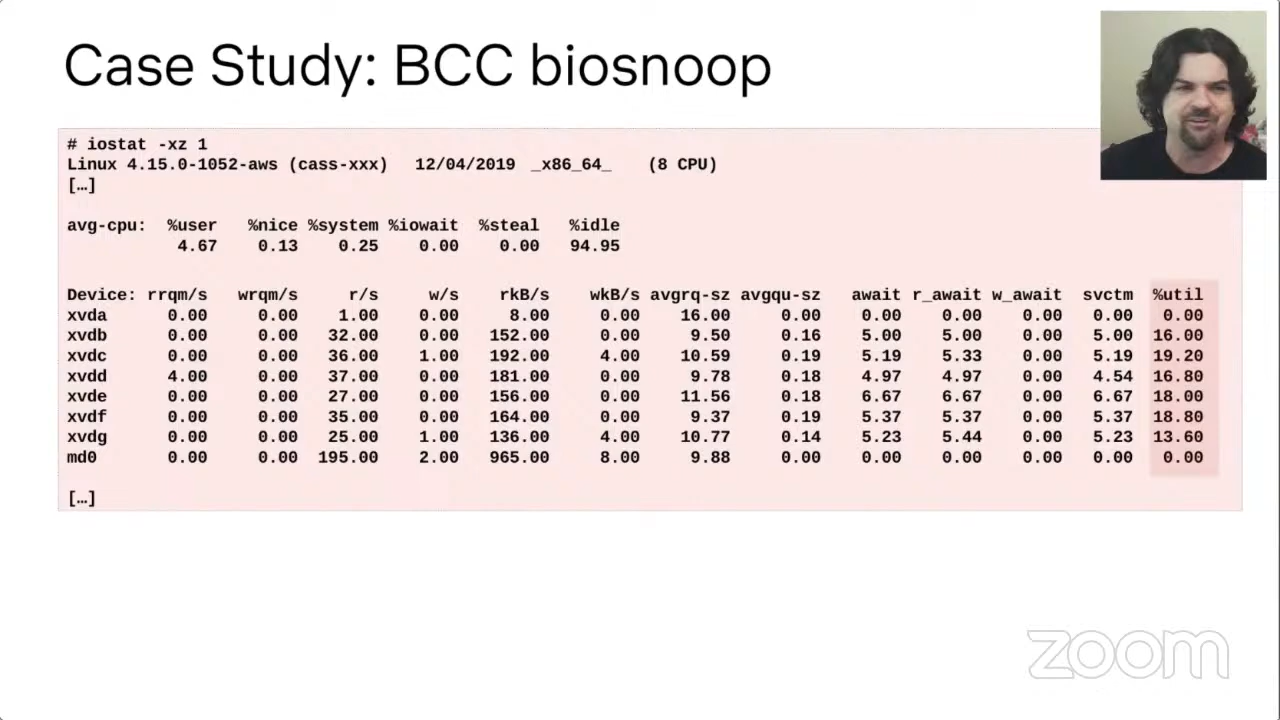 Case Study: BCC biosnoop
# iostat -xz 1
Linux 4.15.0-1052-aws (cass-xxx) 12/04/2019 _x86_64_ (8 CPU)
[…]
avg-cpu: %user %nice %system %iowait %steal %idle
4.67 0.13 0.25 0.00 0.00 94.95
Device: rrqm/s wrqm/s r/s w/s rkB/s wkB/s avgrq-sz avgqu-sz await r_await w_await svctm %util
xvda 0.00 0.00 1.00 0.00 8.00 0.00 16.00 0.00 0.00 0.00 0.00 0.00 0.00
xvdb 0.00 0.00 32.00 0.00 152.00 0.00 9.50 0.16 5.00 5.00 0.00 5.00 16.00
xvdc 0.00 0.00 36.00 1.00 192.00 4.00 10.59 0.19 5.19 5.33 0.00 5.19 19.20
xvdd 4.00 0.00 37.00 0.00 181.00 0.00 9.78 0.18 4.97 4.97 0.00 4.54 16.80
xvde 0.00 0.00 27.00 0.00 156.00 0.00 11.56 0.18 6.67 6.67 0.00 6.67 18.00
xvdf 0.00 0.00 35.00 0.00 164.00 0.00 9.37 0.19 5.37 5.37 0.00 5.37 18.80
xvdg 0.00 0.00 25.00 1.00 136.00 4.00 10.77 0.14 5.23 5.44 0.00 5.23 13.60
md0 0.00 0.00 195.00 2.00 965.00 8.00 9.88 0.00 0.00 0.00 0.00 0.00 0.00
[…]
zoom